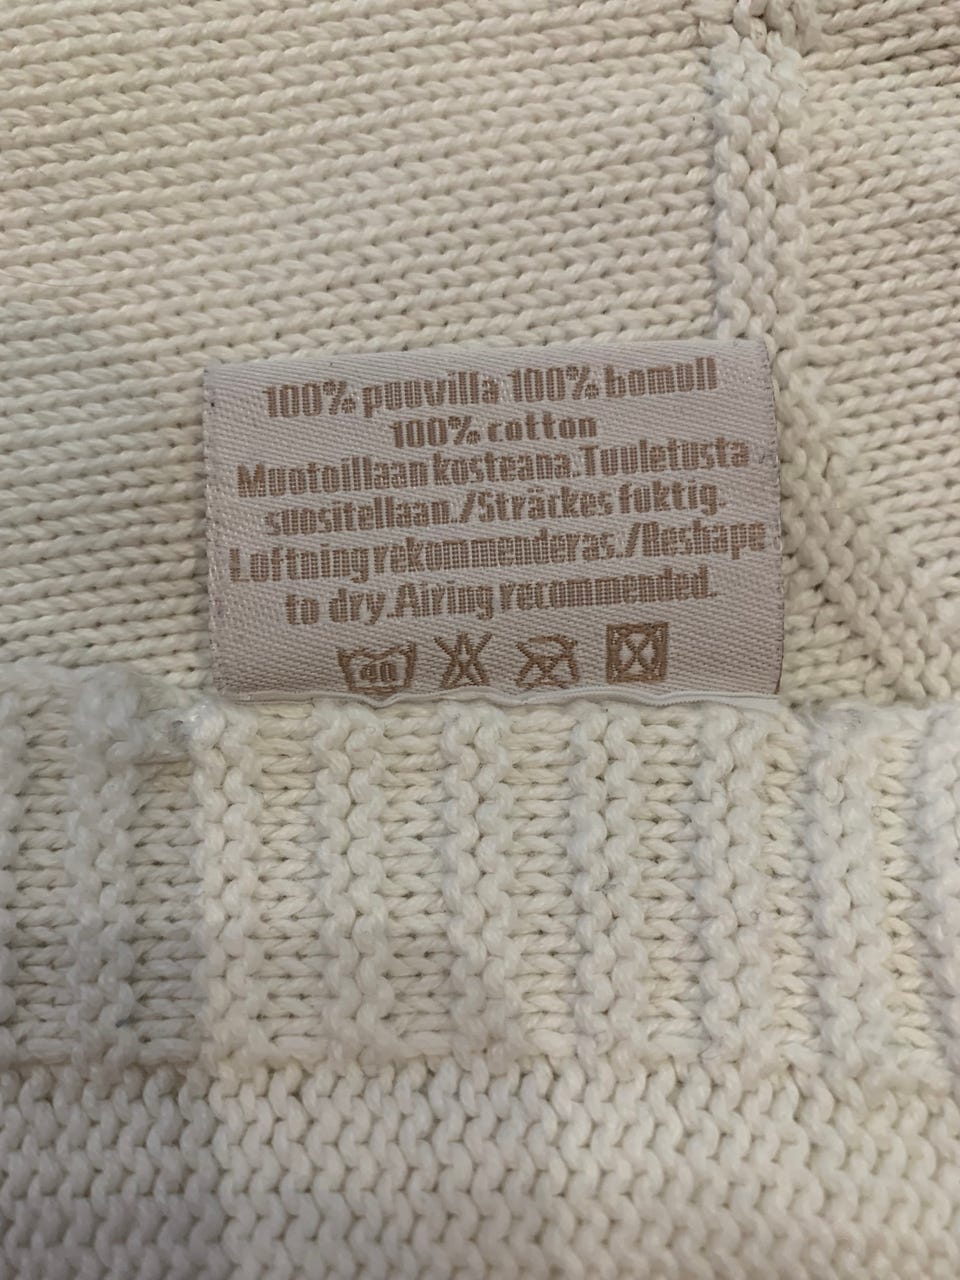 100% puuvilla 100% bomull
100% cotton
Muotoillaan kosteana. Tuuletusta
suositellaan./Sträckes fuktig.
Luftning rekommenderas./Reshape
to dry. Airing recommended.
40